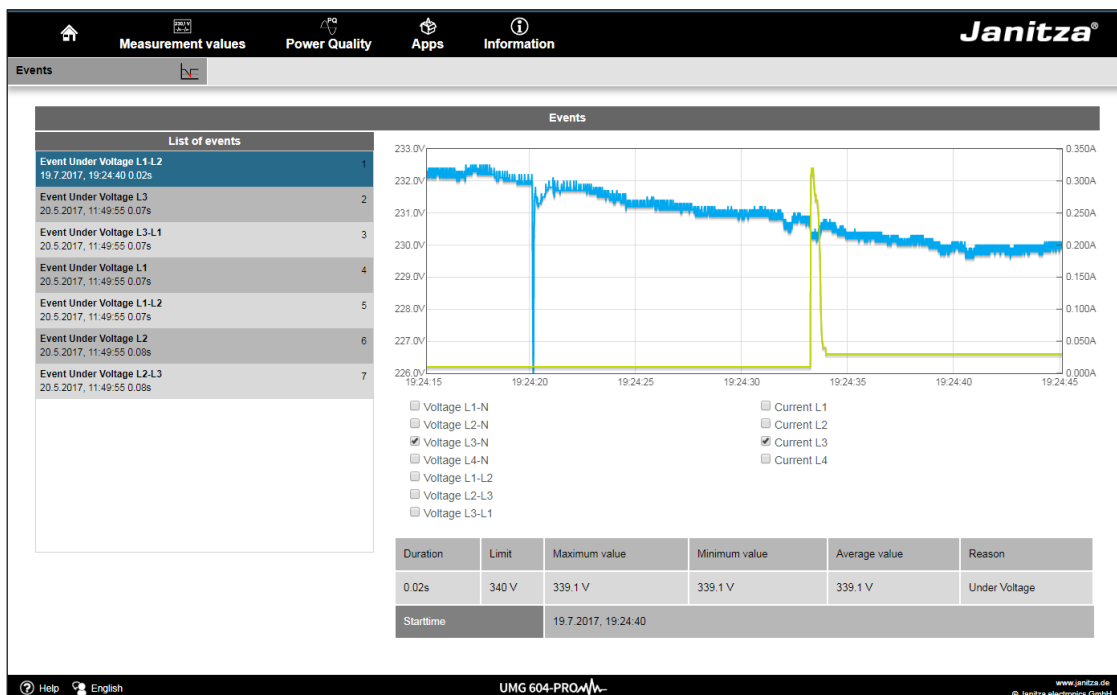 230,1 V
PQ
Measurement values Power Quality Apps Information
Janitza®
Events
Events
List of events
Event Under Voltage L1-L2 1
19.7.2017, 19:24:40 0.02s
Event Under Voltage L3 2
20.5.2017, 11:49:55 0.07s
Event Under Voltage L3-L1 3
20.5.2017, 11:49:55 0.07s
Event Under Voltage L1 4
20.5.2017, 11:49:55 0.07s
Event Under Voltage L1-L2 5
20.5.2017, 11:49:55 0.07s
Event Under Voltage L2 6
20.5.2017, 11:49:55 0.08s
Event Under Voltage L2-L3 7
20.5.2017, 11:49:55 0.08s
233.0V 0.350A
232.0V 0.300A
231.0V 0.250A
230.0V 0.200A
229.0V 0.150A
228.0V 0.100A
227.0V 0.050A
226.0V 0.000A
19:24:15 19:24:20 19:24:25 19:24:30 19:24:35 19:24:40 19:24:45
Voltage L1-N Current L1
Voltage L2-N Current L2
Voltage L3-N Current L3
Voltage L4-N Current L4
Voltage L1-L2
Voltage L2-L3
Voltage L3-L1
Duration Limit Maximum value Minimum value Average value Reason
0.02s 340 V 339.1 V 339.1 V 339.1 V Under Voltage
Starttime 19.7.2017, 19:24:40
Help English
UMG 604-PRO
www.janitza.de
© Janitza electronics GmbH